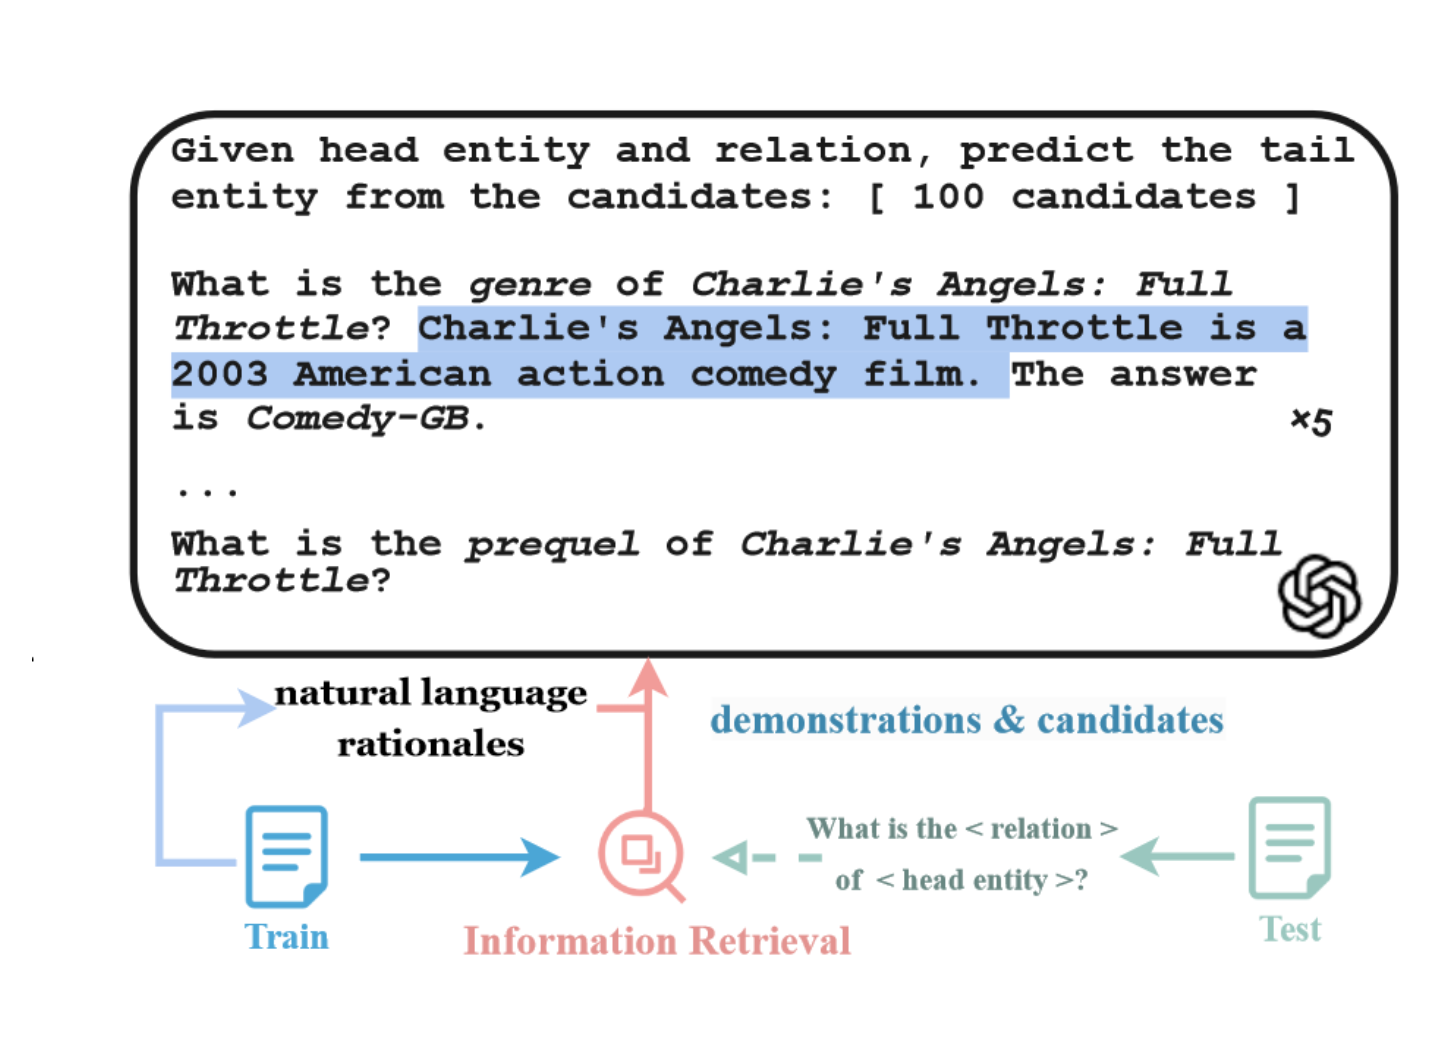 Given head entity and relation, predict the tail
entity from the candidates: [ 100 candidates ]
What is the genre of Charlie's Angels: Full
Throttle? Charlie's Angels: Full Throttle is a
2003 American action comedy film. The answer
is Comedy-GB.
×5
...
What is the prequel of Charlie's Angels: Full
Throttle?
natural language
rationales
demonstrations & candidates
What is the < relation >
of < head entity >?
Train
Information Retrieval
Test